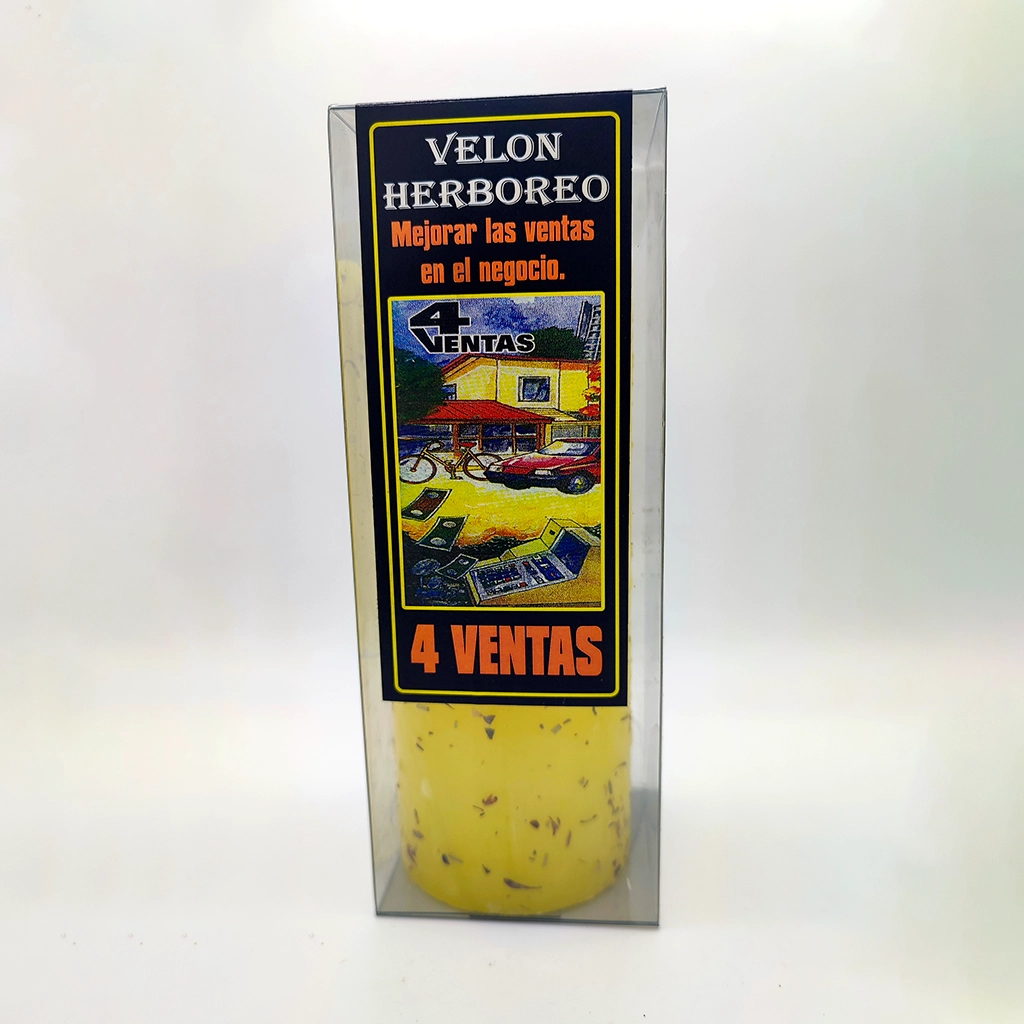 VELON
HERBOREO
Mejorar las ventas
en el negocio.
4
VENTAS
4 VENTAS